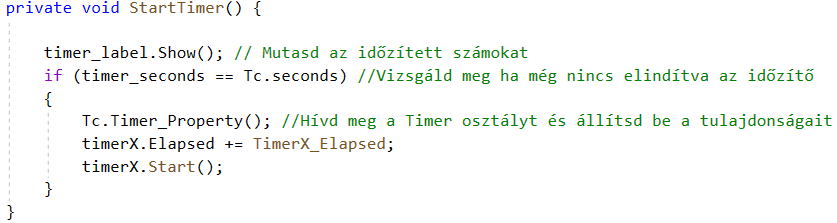 private void StartTimer() {
timer_label.Show(); // Mutasd az időzített számokat
if (timer_seconds == Tc.seconds) //Vizsgáld meg ha még nincs elindítva az időzítő
{
Tc.Timer_Property(); //Hívd meg a Timer osztályt és állítsd be a tulajdonságait
timerX.Elapsed += TimerX_Elapsed;
timerX.Start();
}
}